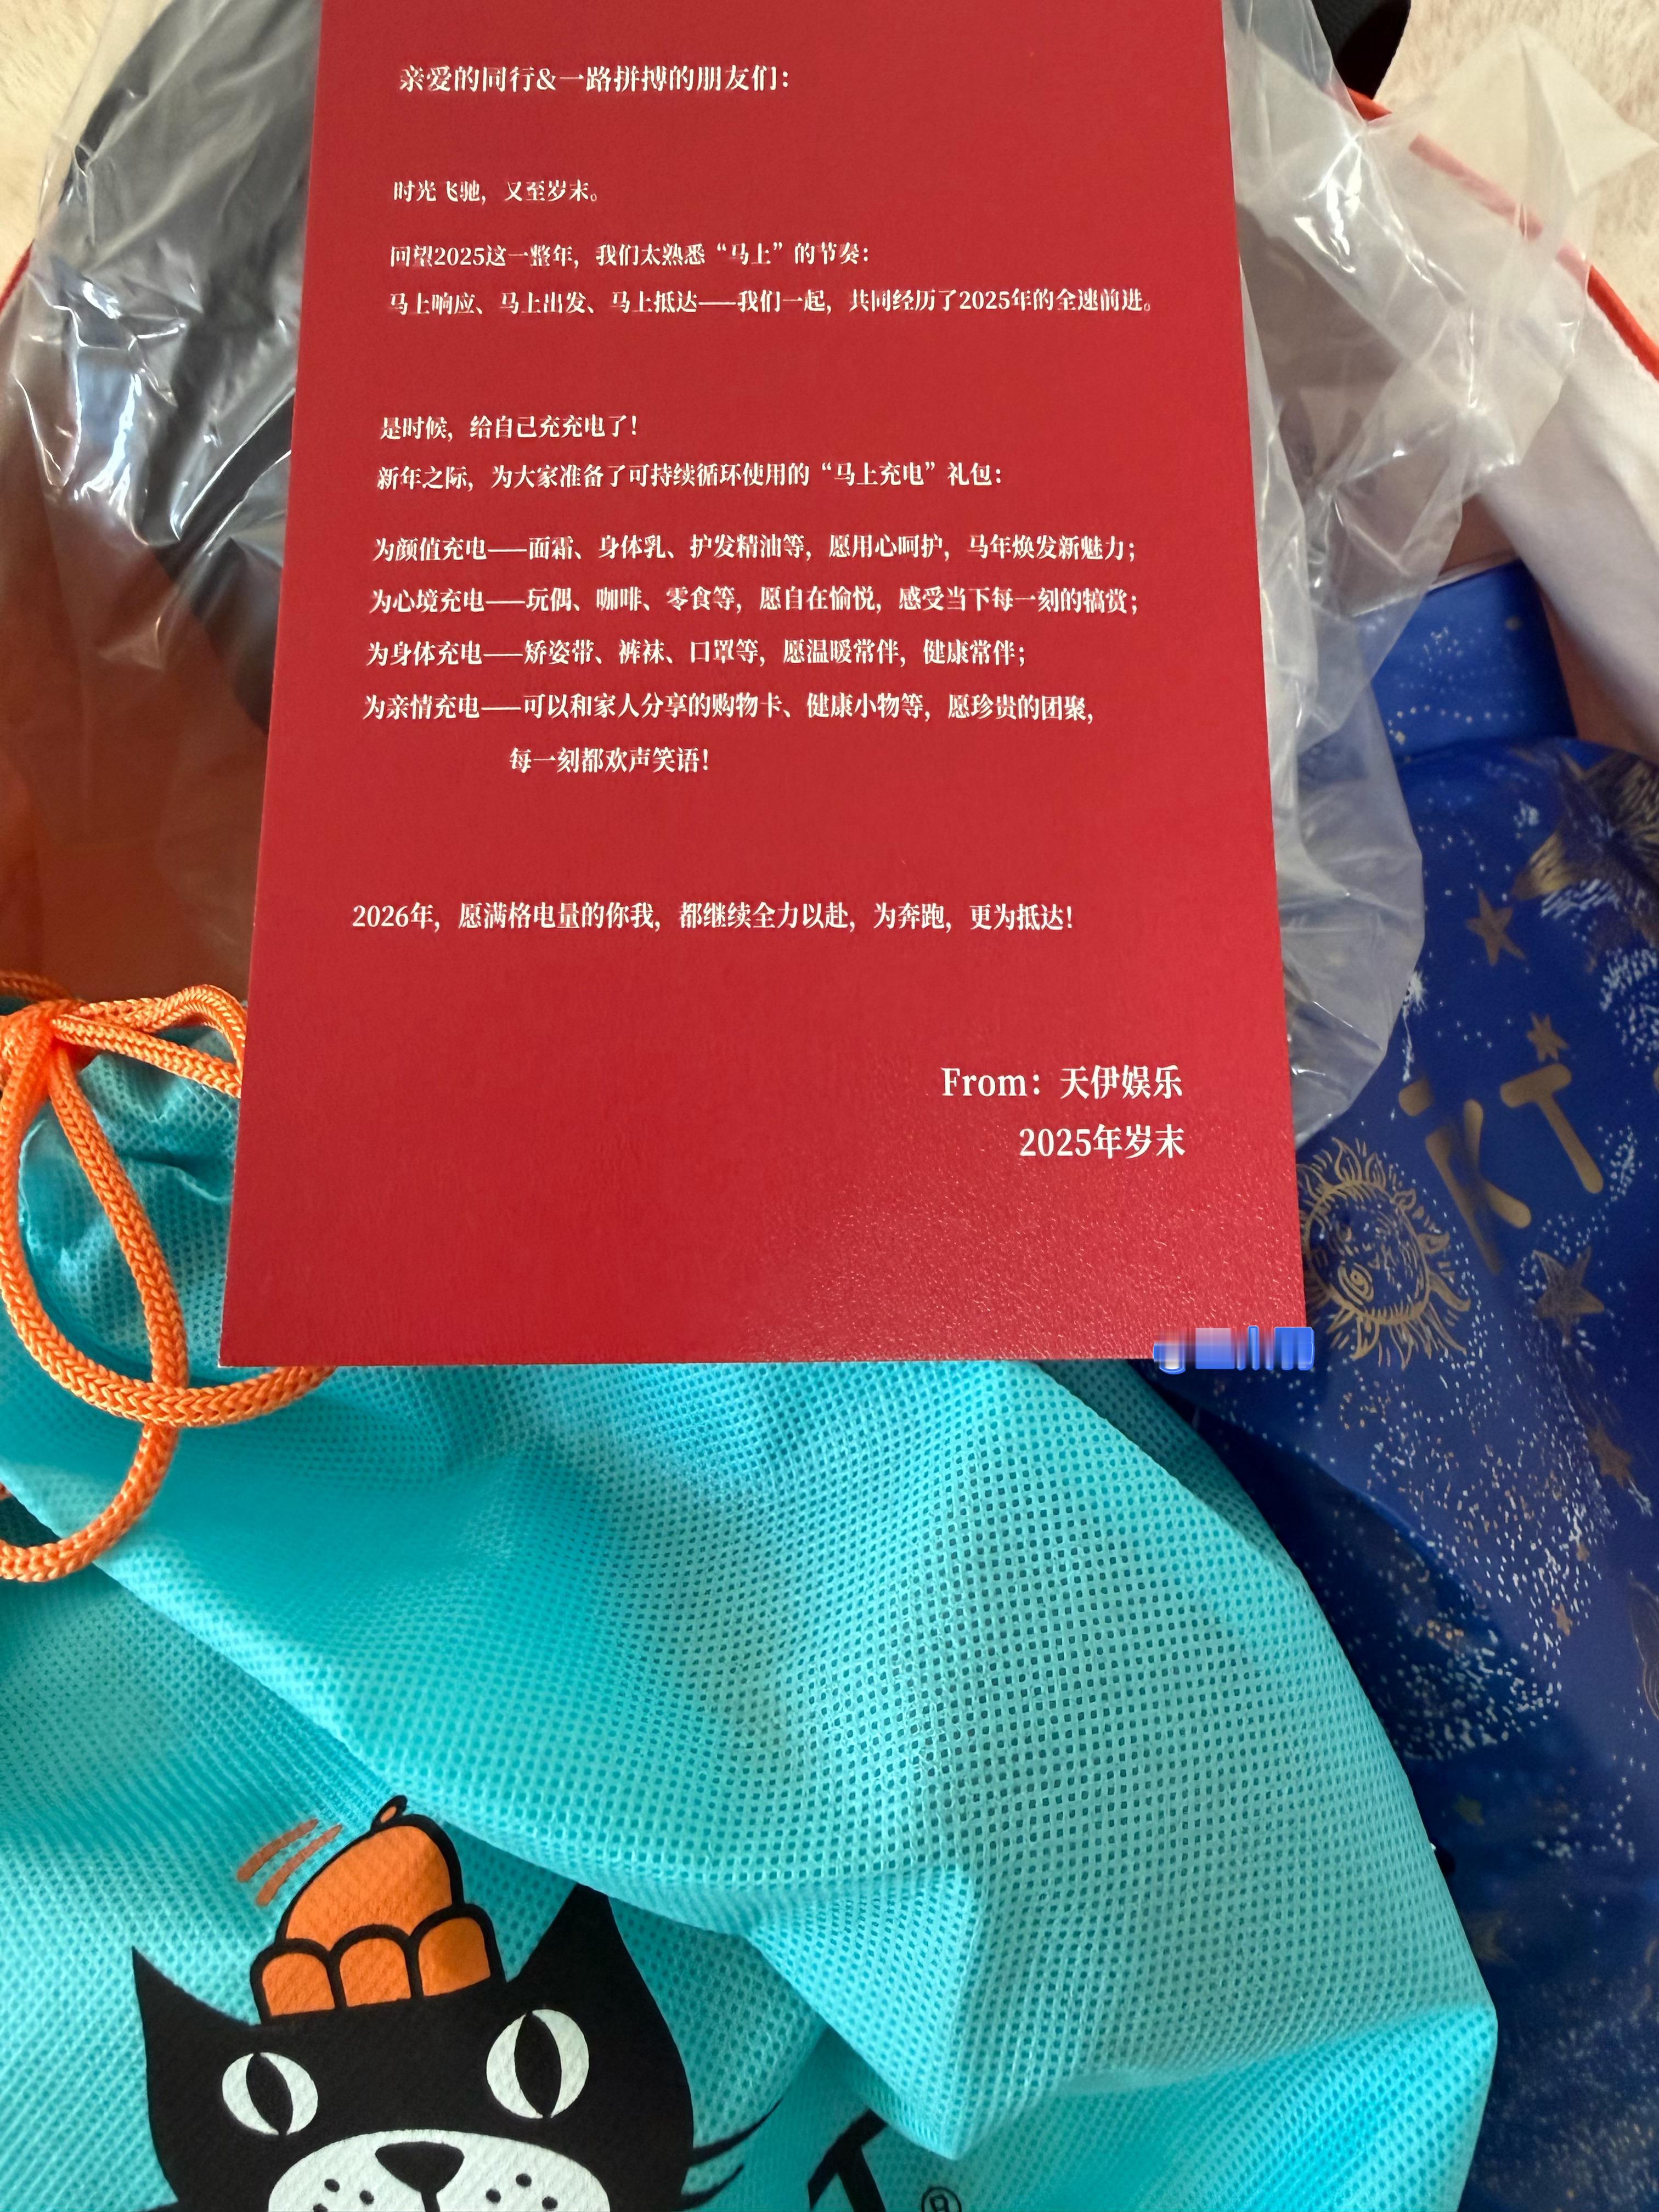 亲爱的同行&一路拼搏的朋友们：
时光飞驰，又至岁末。
回望2025这一整年，我们太熟悉“马上”的节奏：
马上响应、马上出发、马上抵达——我们一起，共同经历了2025年的全速前进。
是时候，给自己充充电了！
新年之际，为大家准备了可持续循环使用的“马上充电”礼包：
为颜值充电——面霜、身体乳、护发精油等，愿用心呵护，马年焕发新魅力；
为心境充电——玩偶、咖啡、零食等，愿自在愉悦，感受当下每一刻的犒赏；
为身体充电——矫姿带、裤袜、口罩等，愿温暖常伴，健康常伴；
为亲情充电——可以和家人分享的购物卡、健康小物等，愿珍贵的团聚，
每一刻都欢声笑语！
2026年，愿满格电量的你我，都继续全力以赴，为奔跑，更为抵达！
From：天伊娱乐
2025年岁末
KT
®